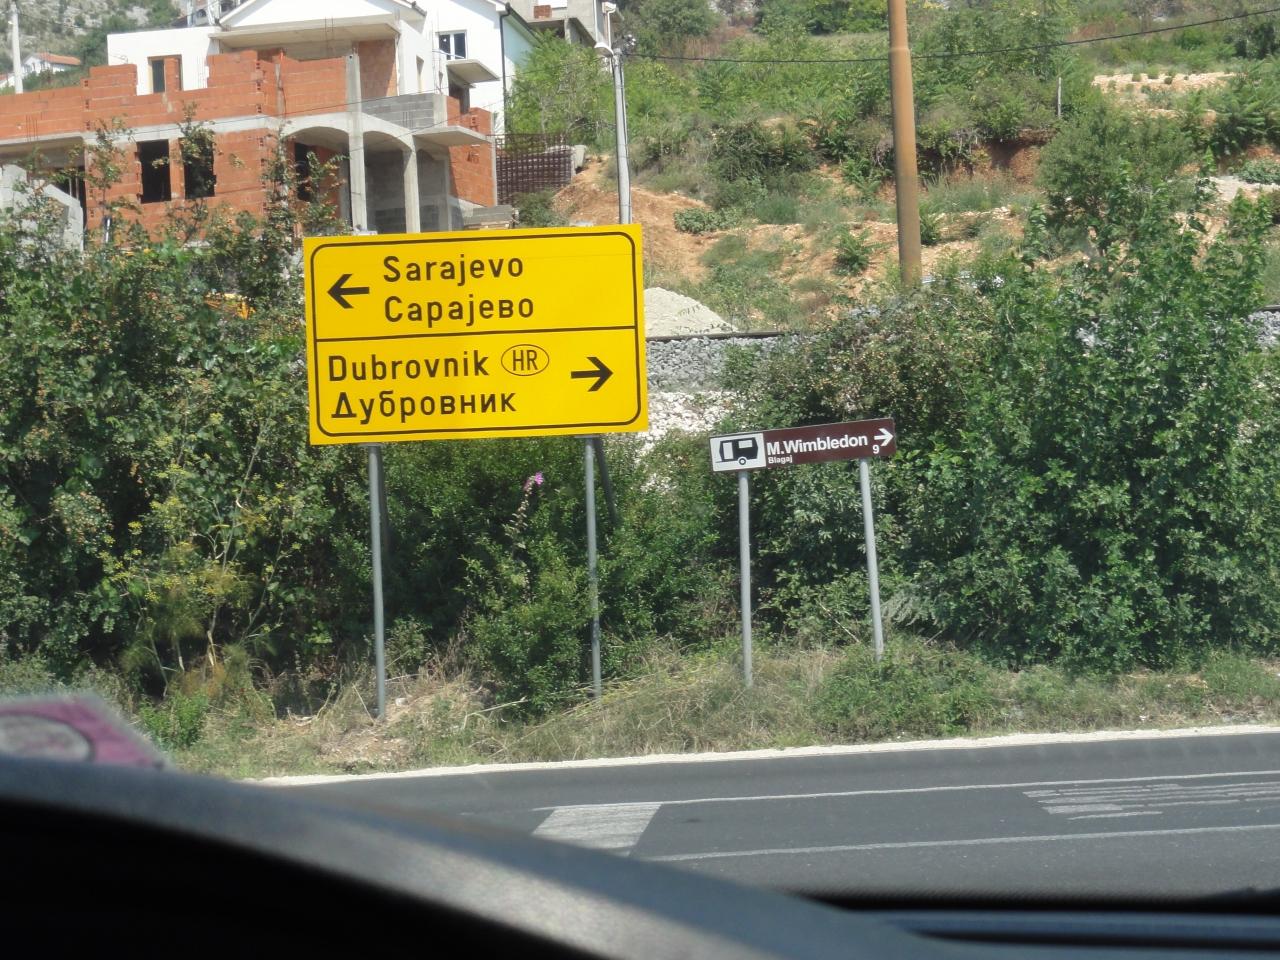 Sarajevo
Сарајево
Dubrovnik HR
Дубровник
M.Wimbledon
Blagaj 9